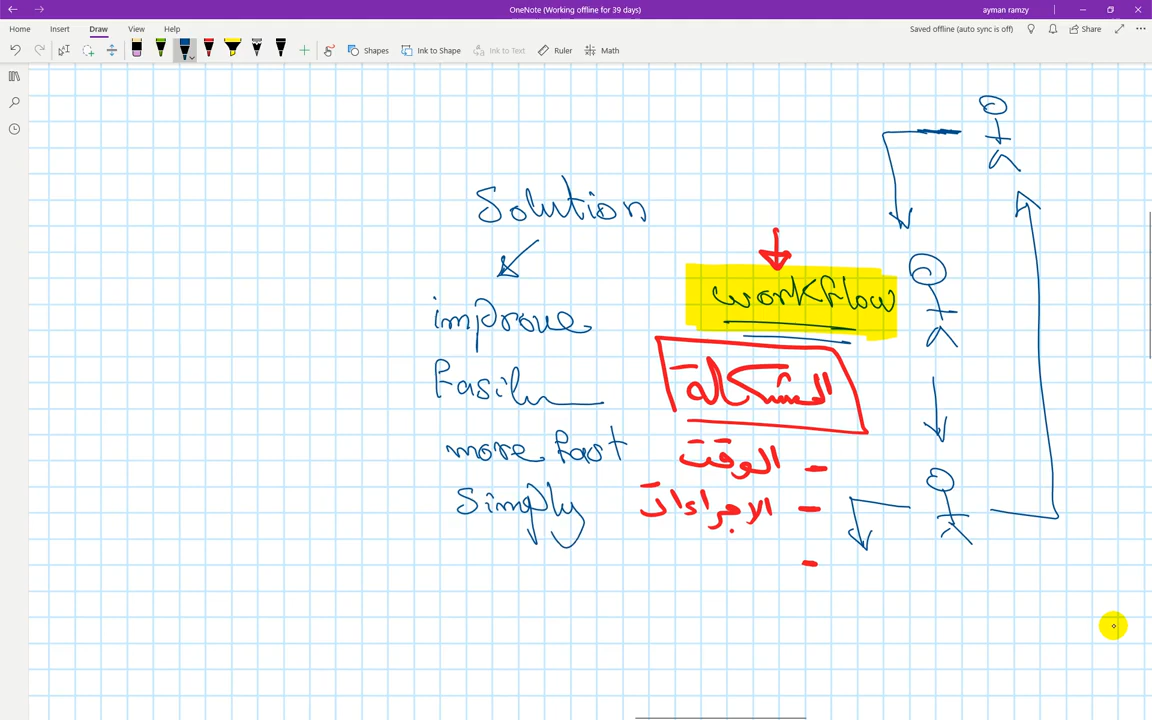 OneNote (Working offline for 39 days)
ayman ramzy
Home Insert Draw View Help
Saved offline (auto sync is off)
Share
Shapes
Ink to Shape
Ink to Text
Ruler
Math
Solution
improve
Easily
more fast
Simply
workflow
المشكلة
- الوقت
- الاجراءات
-